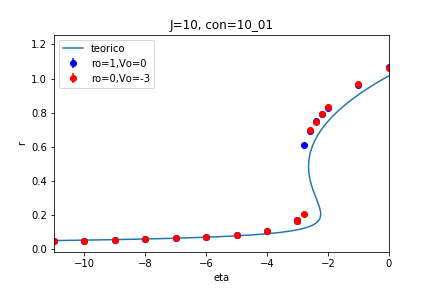 J=10, con=10_01
teorico
ro=1,Vo=0
ro=0,Vo=-3
1.2
1.0
0.8
0.6
0.4
0.2
0.0
r
−10 −8 −6 −4 −2 0
eta